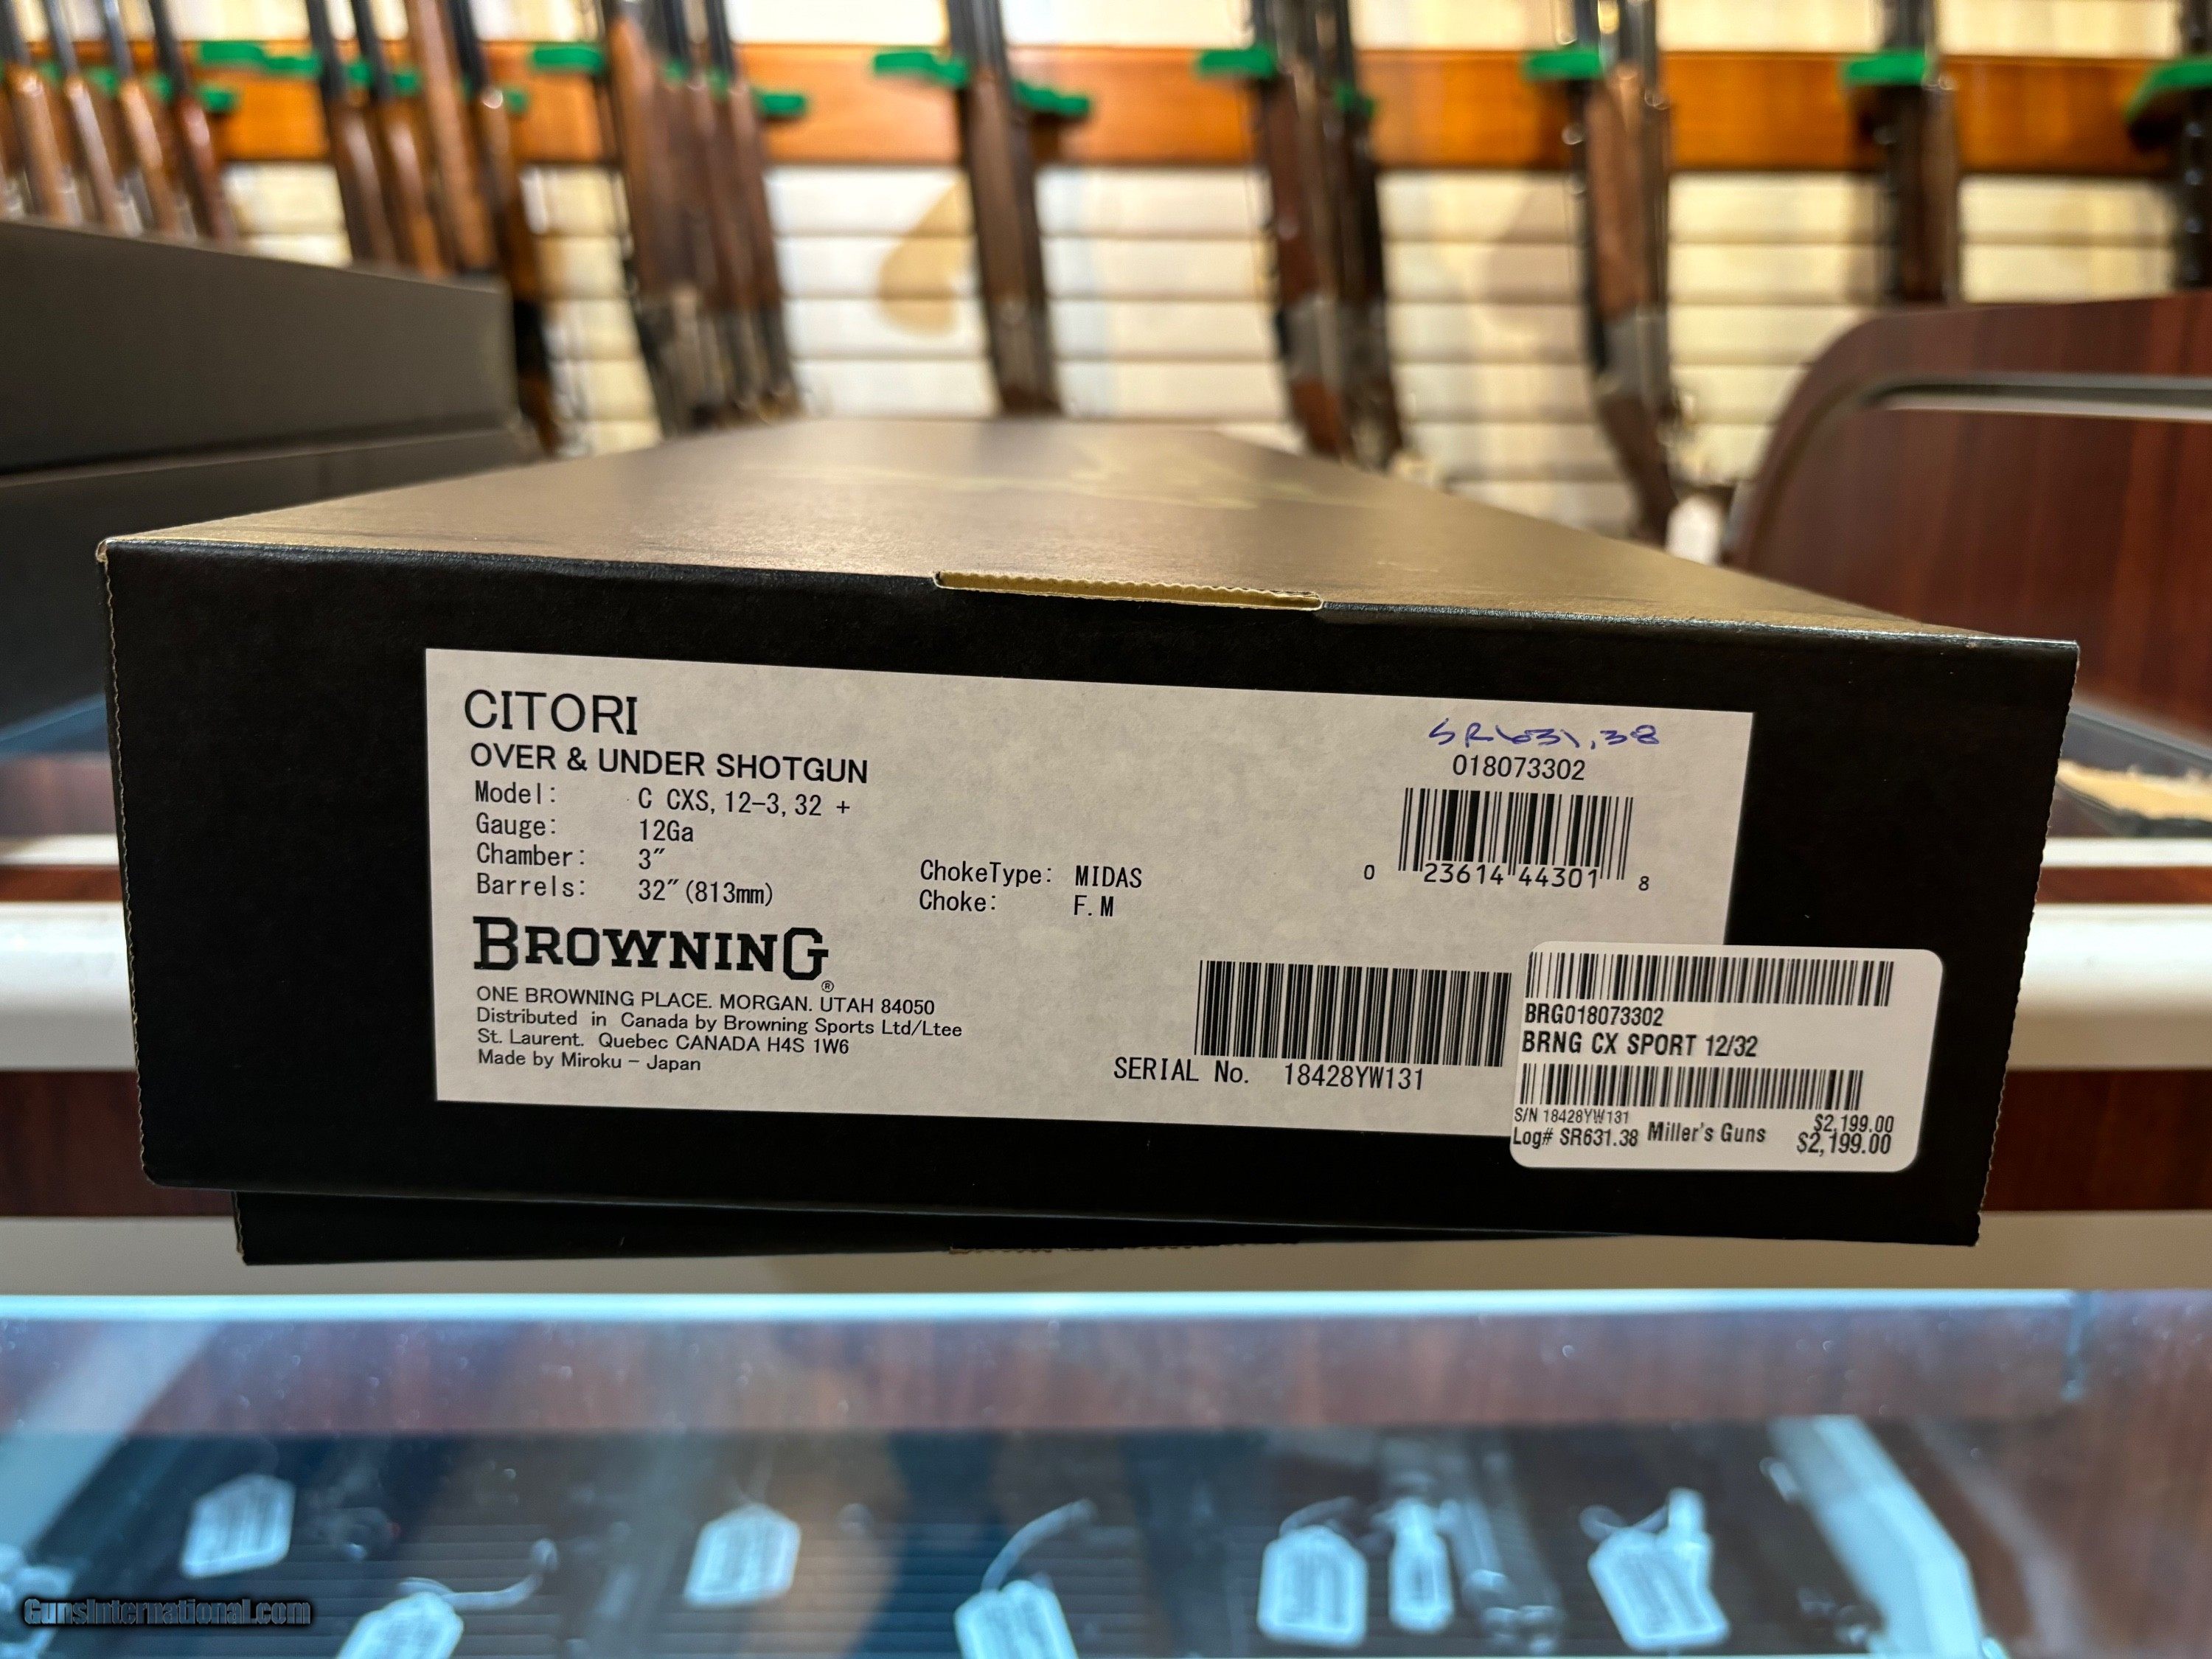 CITORI
OVER & UNDER SHOTGUN
Model: C CXS, 12-3, 32 +
Gauge: 12Ga
Chamber: 3"
Barrels: 32" (813mm)
ChokeType: MIDAS
Choke: F. M
SR631.38
018073302
0 23614 44301 8
BROWNING®
ONE BROWNING PLACE. MORGAN. UTAH 84050
Distributed in Canada by Browning Sports Ltd/Ltee
St. Laurent. Quebec CANADA H4S 1W6
Made by Miroku - Japan
SERIAL No. 18428YW131
BRG018073302
BRNG CX SPORT 12/32
S/N 18428YW131 $2,199.00
Log# SR631.38 Miller's Guns $2,199.00
GunsInternational.com